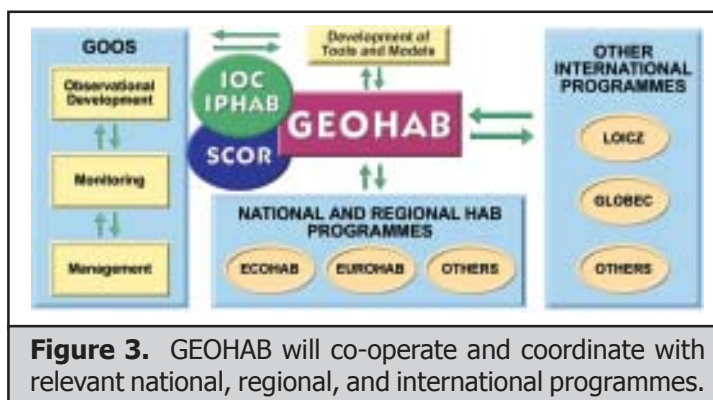 GOOS
Observational
Development
Monitoring
Management
Development of
Tools and Models
IOC
IPHAB
SCOR
GEOHAB
NATIONAL AND REGIONAL HAB
PROGRAMMES
ECOHAB
EUROHAB
OTHERS
OTHER
INTERNATIONAL
PROGRAMMES
LOICZ
GLOBEC
OTHERS
Figure 3. GEOHAB will co-operate and coordinate with
relevant national, regional, and international programmes.